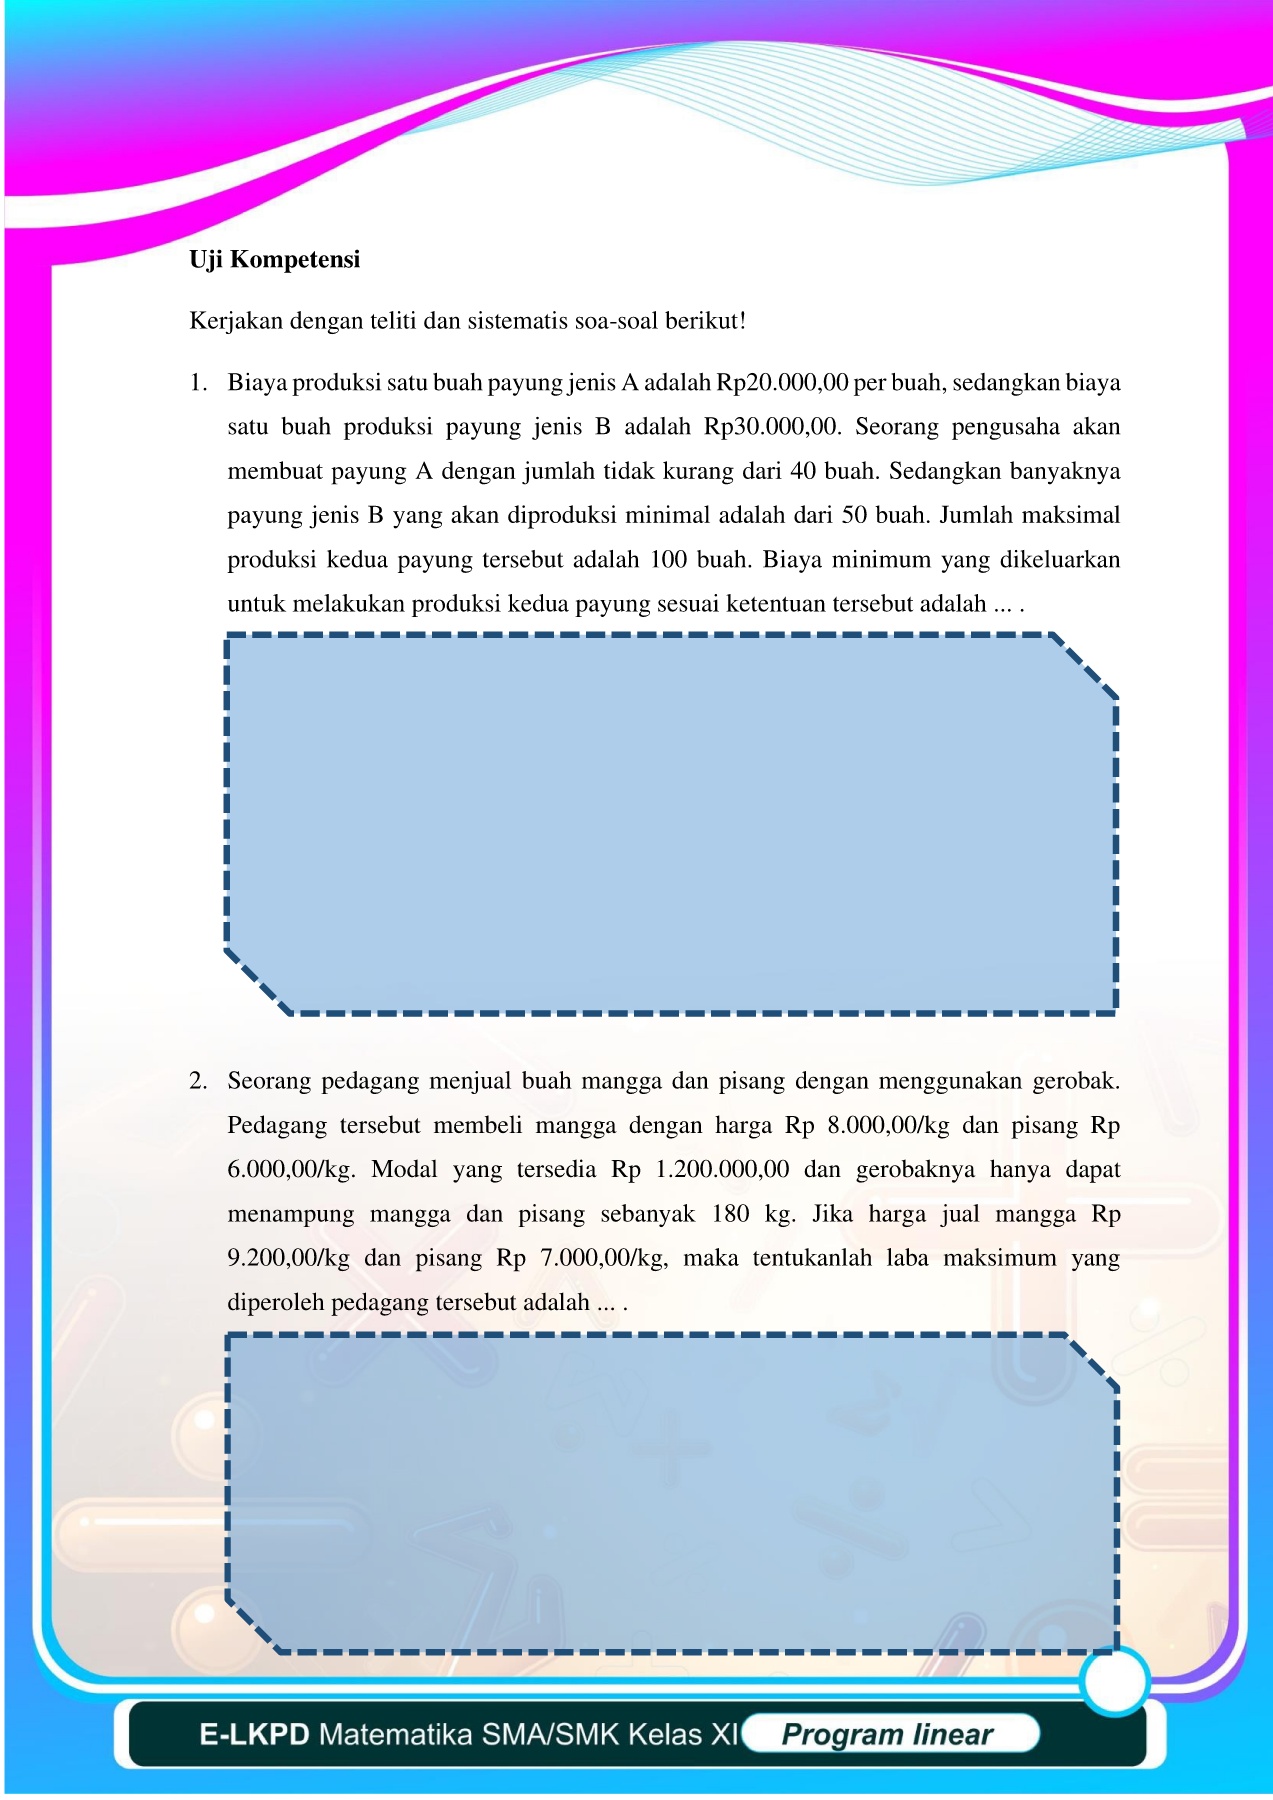 Uji Kompetensi
Kerjakan dengan teliti dan sistematis soa-soal berikut!
1. Biaya produksi satu buah payung jenis A adalah Rp20.000,00 per buah, sedangkan biaya
satu buah produksi payung jenis B adalah Rp30.000,00. Seorang pengusaha akan
membuat payung A dengan jumlah tidak kurang dari 40 buah. Sedangkan banyaknya
payung jenis B yang akan diproduksi minimal adalah dari 50 buah. Jumlah maksimal
produksi kedua payung tersebut adalah 100 buah. Biaya minimum yang dikeluarkan
untuk melakukan produksi kedua payung sesuai ketentuan tersebut adalah ... .
2. Seorang pedagang menjual buah mangga dan pisang dengan menggunakan gerobak.
Pedagang tersebut membeli mangga dengan harga Rp 8.000,00/kg dan pisang Rp
6.000,00/kg. Modal yang tersedia Rp 1.200.000,00 dan gerobaknya hanya dapat
menampung mangga dan pisang sebanyak 180 kg. Jika harga jual mangga Rp
9.200,00/kg dan pisang Rp 7.000,00/kg, maka tentukanlah laba maksimum yang
diperoleh pedagang tersebut adalah ... .
E-LKPD Matematika SMA/SMK Kelas XI Program linear